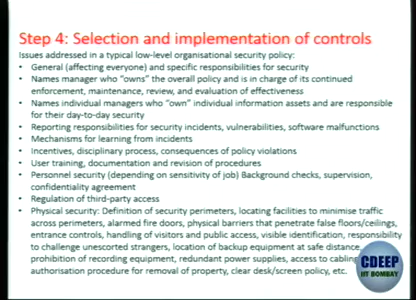 Step 4: Selection and implementation of controls
Issues addressed in a typical low-level organisational security policy:
• General (affecting everyone) and specific responsibilities for security
• Names manager who "owns" the overall policy and is in charge of its continued
enforcement, maintenance, review, and evaluation of effectiveness
• Names individual managers who "own" individual information assets and are responsible
for their day-to-day security
• Reporting responsibilities for security incidents, vulnerabilities, software malfunctions
• Mechanisms for learning from incidents
• Incentives, disciplinary process, consequences of policy violations
• User training, documentation and revision of procedures
• Personnel security (depending on sensitivity of job) Background checks, supervision,
confidentiality agreement
• Regulation of third-party access
• Physical security: Definition of security perimeters, locating facilities to minimise traffic
across perimeters, alarmed fire doors, physical barriers that penetrate false floors/ceilings,
entrance controls, handling of visitors and public access, visible identification, responsibility
to challenge unescorted strangers, location of backup equipment at safe distance,
prohibition of recording equipment, redundant power supplies, access to cabling,
authorisation procedure for removal of property, clear desk/screen policy, etc.
CDEEP
IIT BOMBAY